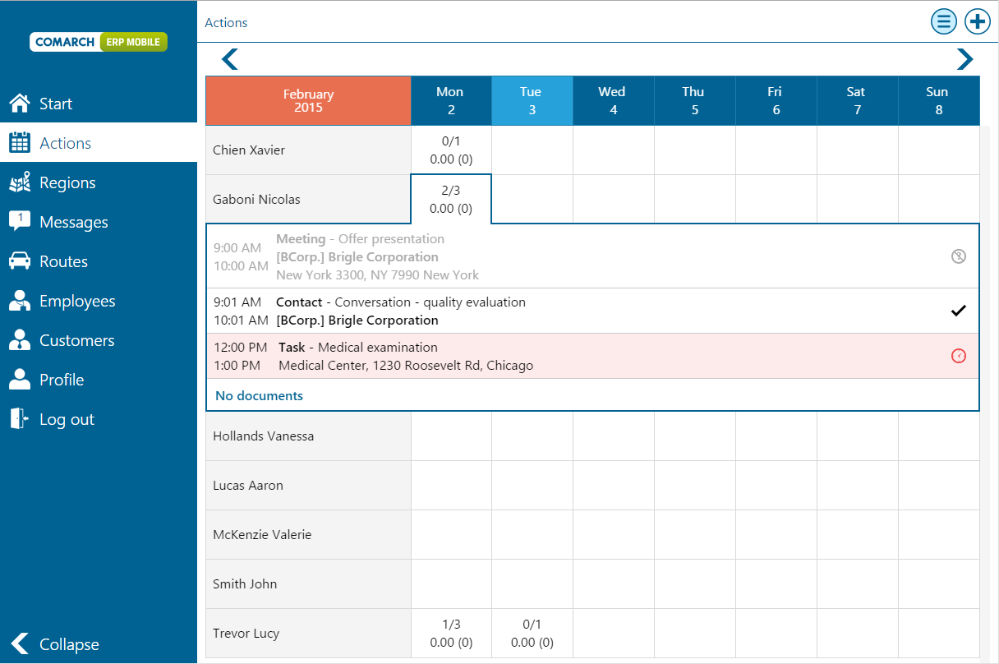 COMARCH ERP MOBILE
Start
Actions
Regions
1
Messages
Routes
Employees
Customers
Profile
Log out
Collapse
Actions
February
2015
Mon
2
Tue
3
Wed
4
Thu
5
Fri
6
Sat
7
Sun
8
Chien Xavier
0/1
0.00 (0)
Gaboni Nicolas
2/3
0.00 (0)
9:00 AM
10:00 AM
Meeting - Offer presentation
[BCorp.] Brigle Corporation
New York 3300, NY 7990 New York
9:01 AM Contact - Conversation - quality evaluation
10:01 AM [BCorp.] Brigle Corporation
12:00 PM Task - Medical examination
1:00 PM Medical Center, 1230 Roosevelt Rd, Chicago
No documents
Hollands Vanessa
Lucas Aaron
McKenzie Valerie
Smith John
Trevor Lucy
1/3
0.00 (0)
0/1
0.00 (0)